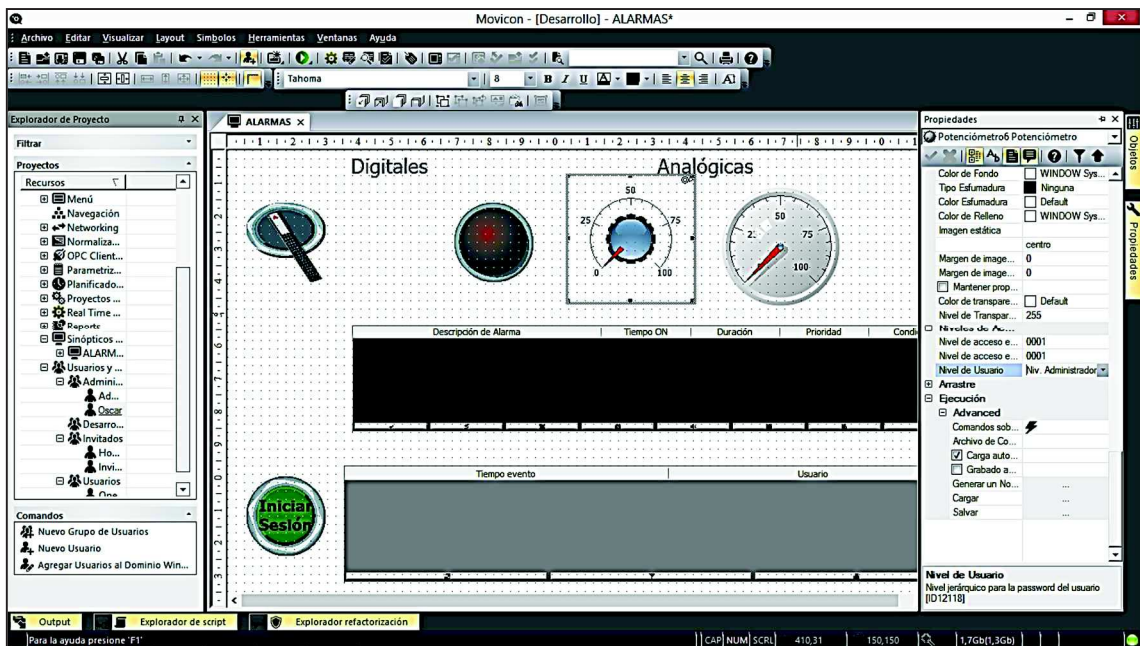 Movicon - [Desarrollo] - ALARMAS*
Archivo Editar Visualizar Layout Símbolos Herramientas Ventanas Ayuda
Tahoma 8 B I U A A
Explorador de Proyecto
ALARMAS
Filtrar
Proyectos
Recursos
Menú
Navegación
Networking
Normaliza...
OPC Client...
Parametriz...
Planificado...
Proyectos ...
Real Time ...
Reports
Sinópticos ...
ALARM...
Usuarios y ...
Admini...
Ad...
Oscar
Desarro...
Invitados
Ho...
Invi...
Usuarios
Ope...
Comandos
Nuevo Grupo de Usuarios
Nuevo Usuario
Agregar Usuarios al Dominio Win...
Digitales Analógicas
0 25 50 75 100
50 75 100
Descripción de Alarma Tiempo ON Duración Prioridad Condi
Tiempo evento Usuario
Iniciar
Sesión
Propiedades
Potenciómetro6 Potenciómetro
Color de Fondo WINDOW Sys...
Tipo Esfumadura Ninguna
Color Esfumadura Default
Color de Relleno WINDOW Sys...
Imagen estática
centro
Margen de image... 0
Margen de image... 0
Mantener prop...
Color de transpare... Default
Nivel de Transpar... 255
Nivel de acceso e... 0001
Nivel de acceso e... 0001
Nivel de Usuario Niv. Administrador
Arrastre
Ejecución
Advanced
Comandos sob...
Archivo de Co...
Carga auto...
Grabado a...
Generar un No... ...
Cargar ...
Salvar ...
Nivel de Usuario
Nivel jerárquico para la password del usuario
[ID12118]
Objetos
Propiedades
Output Explorador de script Explorador refactorización
Para la ayuda presione 'F1' CAP NUM SCRL 410,31 150,150 1,7Gb(1,3Gb)